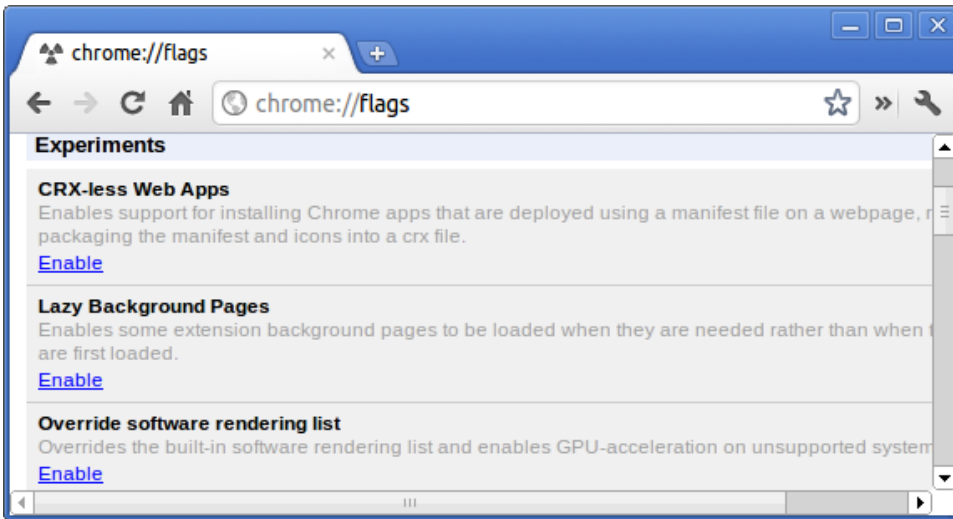 chrome://flags
chrome://flags
Experiments
CRX-less Web Apps
Enables support for installing Chrome apps that are deployed using a manifest file on a webpage,
packaging the manifest and icons into a crx file.
Enable
Lazy Background Pages
Enables some extension background pages to be loaded when they are needed rather than when
are first loaded.
Enable
Override software rendering list
Overrides the built-in software rendering list and enables GPU-acceleration on unsupported system
Enable